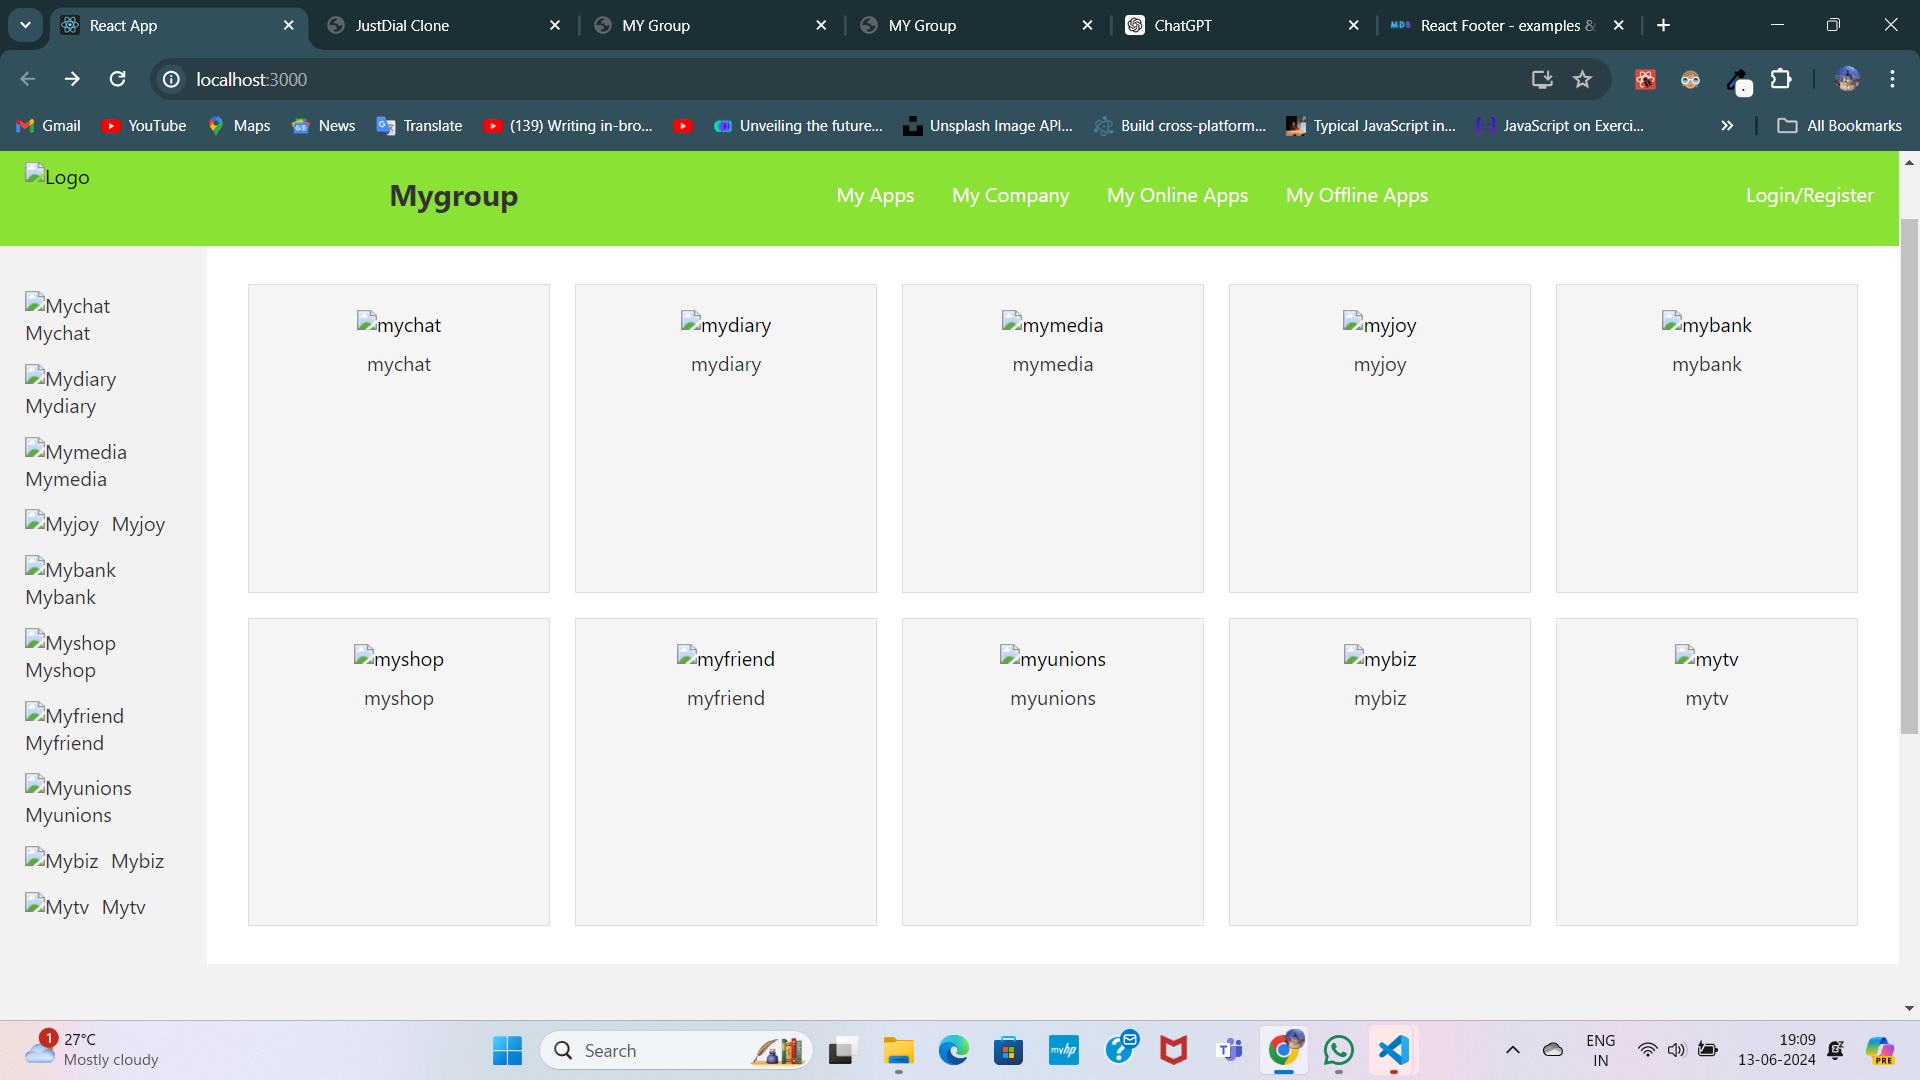 React App
JustDial Clone
MY Group
MY Group
ChatGPT
MDB React Footer - examples &
localhost:3000
Gmail
YouTube
Maps
News
Translate
(139) Writing in-bro...
Unveiling the future...
Unsplash Image API...
Build cross-platform...
Typical JavaScript in...
JavaScript on Exerci...
All Bookmarks
Logo
Mygroup
My Apps
My Company
My Online Apps
My Offline Apps
Login/Register
Mychat
Mychat
Mydiary
Mydiary
Mymedia
Mymedia
Myjoy Myjoy
Mybank
Mybank
Myshop
Myshop
Myfriend
Myfriend
Myunions
Myunions
Mybiz Mybiz
Mytv Mytv
mychat
mychat
mydiary
mydiary
mymedia
mymedia
myjoy
myjoy
mybank
mybank
myshop
myshop
myfriend
myfriend
myunions
myunions
mybiz
mybiz
mytv
mytv
1
27°C
Mostly cloudy
Search
myhp
ENG
IN
19:09
13-06-2024
PRE